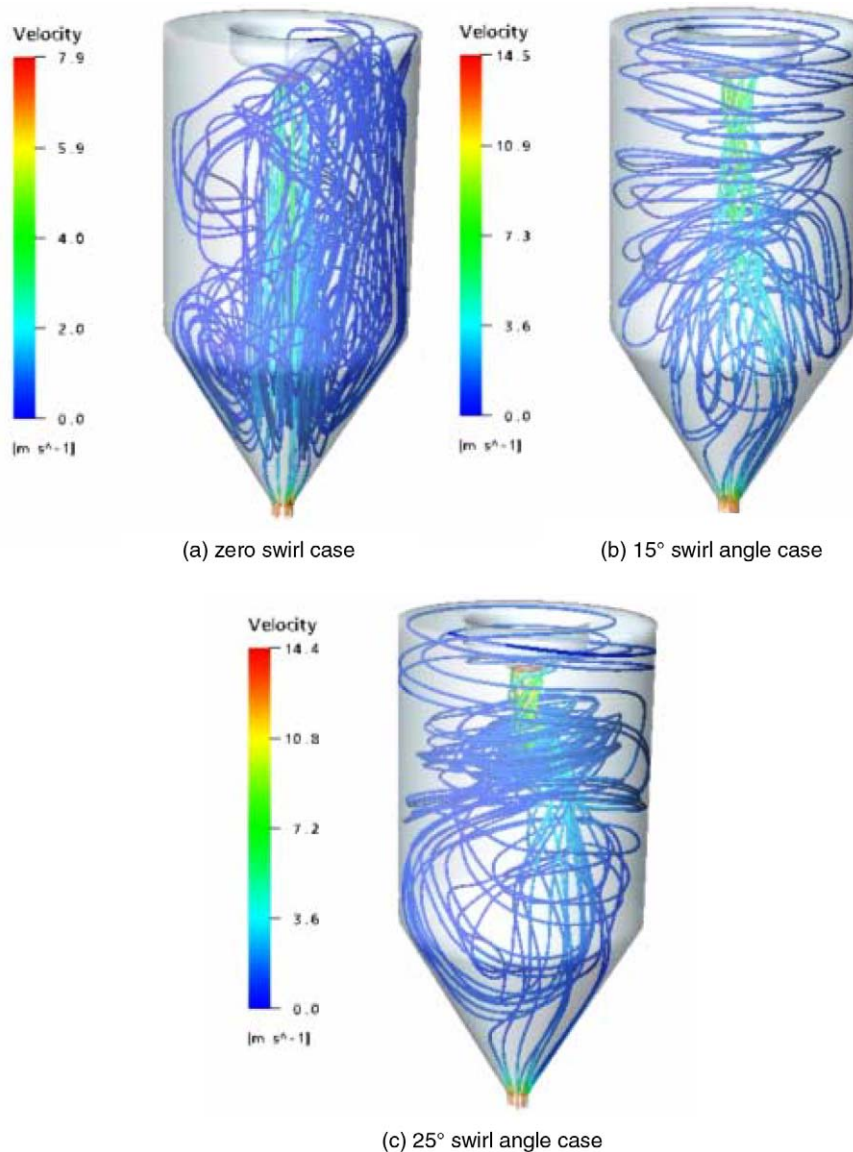 Velocity
7.9
5.9
4.0
2.0
0.0
[m s^-1]
(a) zero swirl case
Velocity
14.5
10.9
7.3
3.6
0.0
[m s^-1]
(b) 15° swirl angle case
Velocity
14.4
10.8
7.2
3.6
0.0
[m s^-1]
(c) 25° swirl angle case